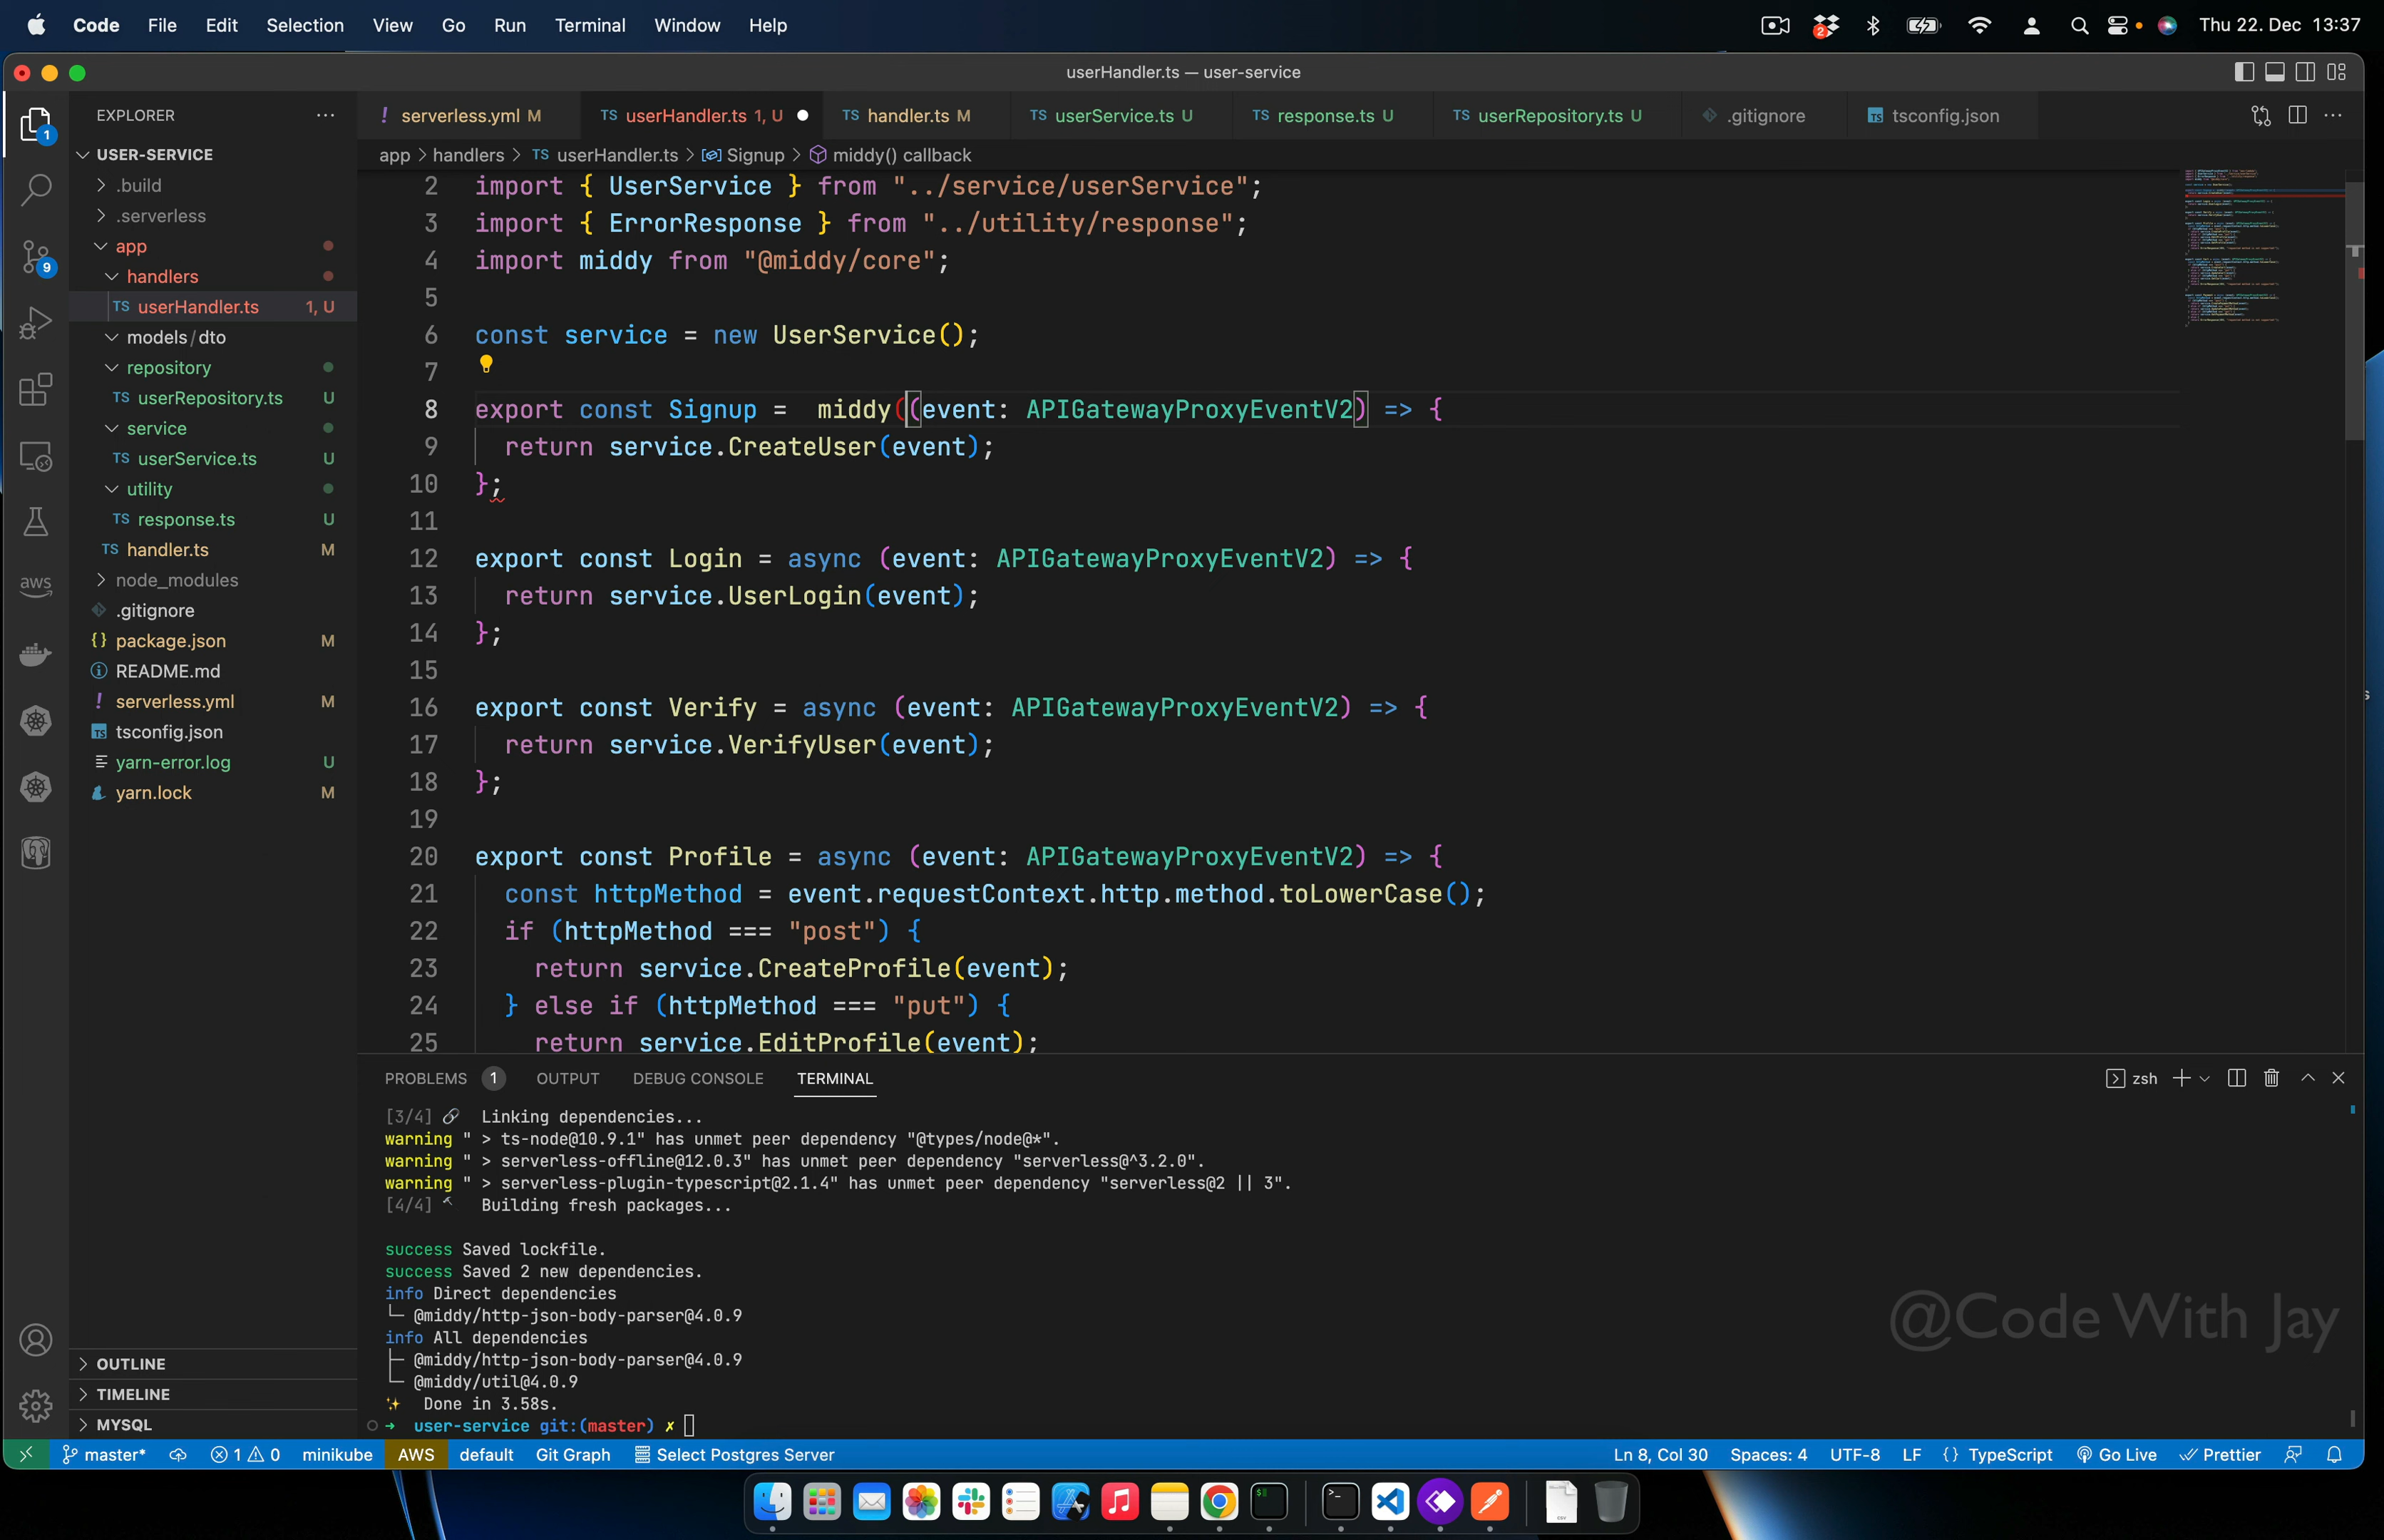 Code File Edit Selection View Go Run Terminal Window Help
2
Thu 22. Dec 13:37
userHandler.ts — user-service
EXPLORER
USER-SERVICE
.build
.serverless
app
handlers
TS userHandler.ts 1, U
models/dto
repository
TS userRepository.ts U
service
TS userService.ts U
utility
TS response.ts U
TS handler.ts M
node_modules
.gitignore
{} package.json M
README.md
! serverless.yml M
TS tsconfig.json
yarn-error.log U
yarn.lock M
OUTLINE
TIMELINE
MYSQL
1
9
aws
! serverless.yml M
TS userHandler.ts 1, U
TS handler.ts M
TS userService.ts U
TS response.ts U
TS userRepository.ts U
.gitignore
TS tsconfig.json
app > handlers > TS userHandler.ts > Signup > middy() callback
2 import { UserService } from "../service/userService";
3 import { ErrorResponse } from "../utility/response";
4 import middy from "@middy/core";
5
6 const service = new UserService();
7
8 export const Signup =  middy((event: APIGatewayProxyEventV2) => {
9 return service.CreateUser(event);
10 };
11
12 export const Login = async (event: APIGatewayProxyEventV2) => {
13 return service.UserLogin(event);
14 };
15
16 export const Verify = async (event: APIGatewayProxyEventV2) => {
17 return service.VerifyUser(event);
18 };
19
20 export const Profile = async (event: APIGatewayProxyEventV2) => {
21 const httpMethod = event.requestContext.http.method.toLowerCase();
22 if (httpMethod === "post") {
23 return service.CreateProfile(event);
24 } else if (httpMethod === "put") {
25 return service.EditProfile(event);
PROBLEMS 1 OUTPUT DEBUG CONSOLE TERMINAL
zsh
[3/4] 🔗 Linking dependencies...
warning " > ts-node@10.9.1" has unmet peer dependency "@types/node@*".
warning " > serverless-offline@12.0.3" has unmet peer dependency "serverless@^3.2.0".
warning " > serverless-plugin-typescript@2.1.4" has unmet peer dependency "serverless@2 || 3".
[4/4] Building fresh packages...
success Saved lockfile.
success Saved 2 new dependencies.
info Direct dependencies
└─ @middy/http-json-body-parser@4.0.9
info All dependencies
├─ @middy/http-json-body-parser@4.0.9
└─ @middy/util@4.0.9
✨ Done in 3.58s.
➜ user-service git:(master) ✗
@Code With Jay
master* 1 0 minikube AWS default Git Graph Select Postgres Server
Ln 8, Col 30 Spaces: 4 UTF-8 LF {} TypeScript Go Live Prettier